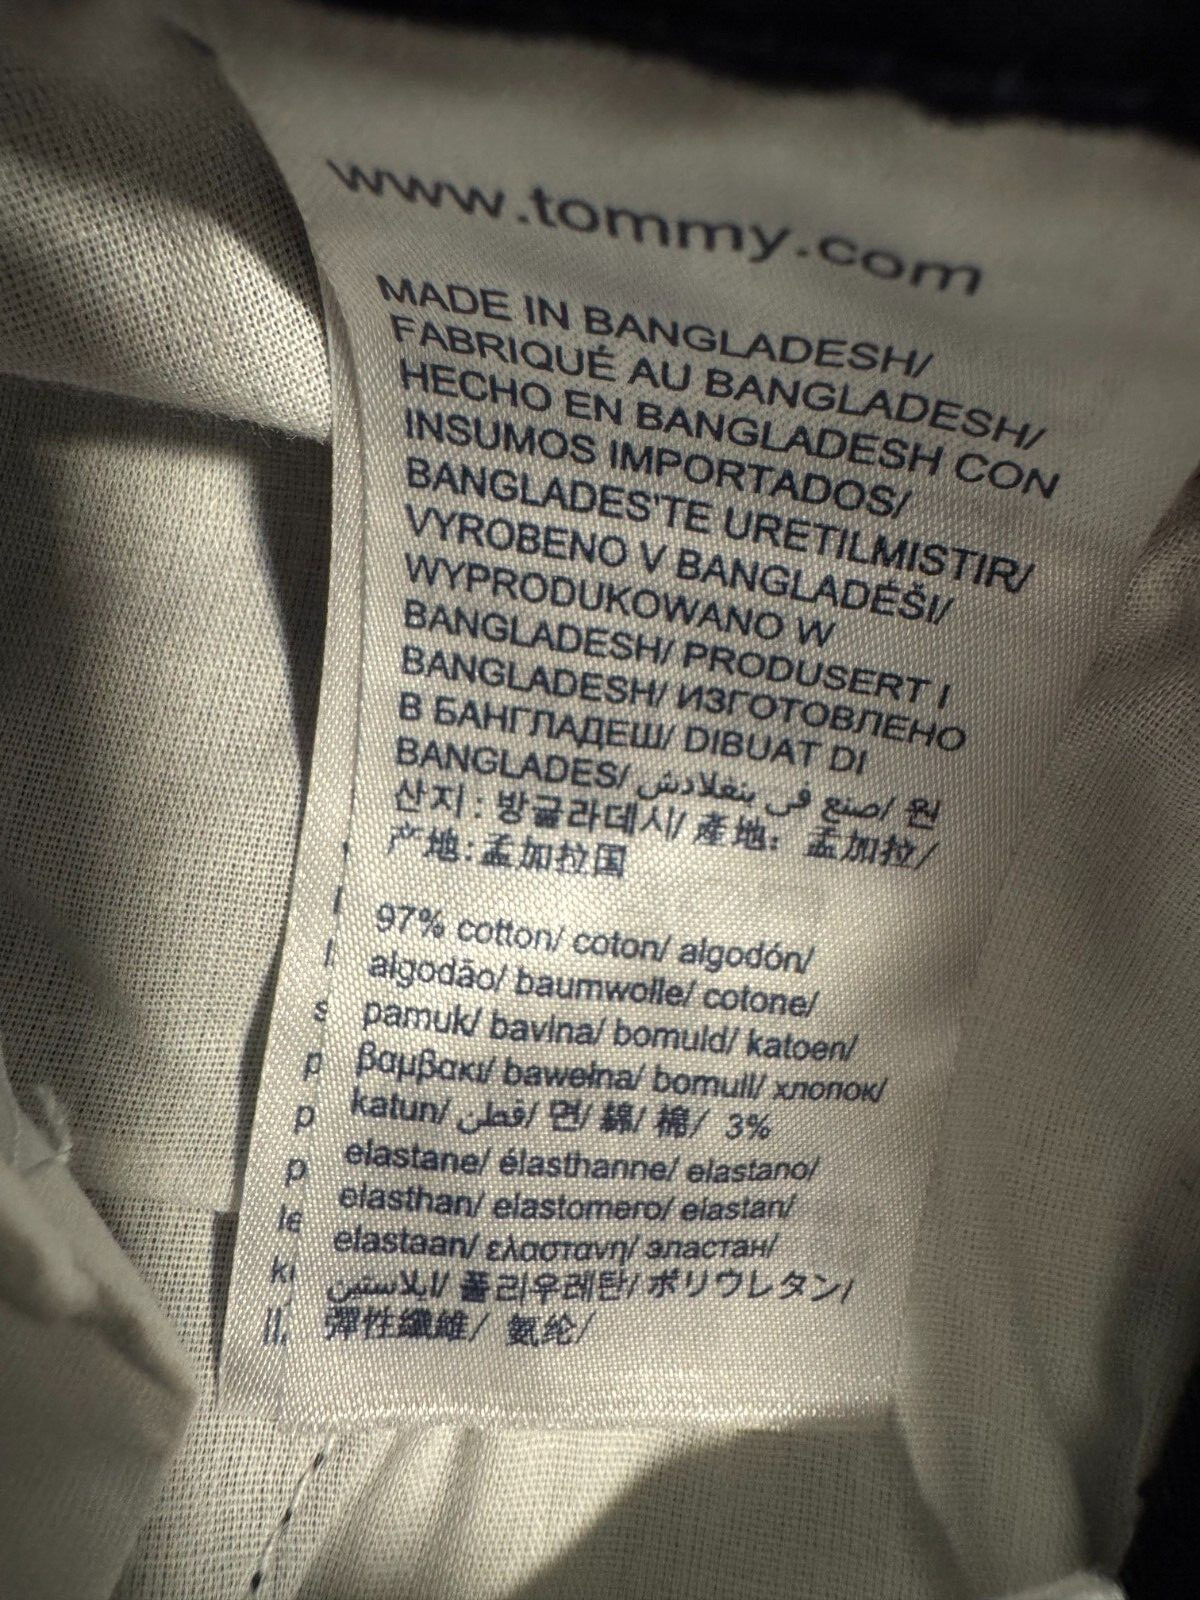 www.tommy.com
MADE IN BANGLADESH/
FABRIQUÉ AU BANGLADESH/
HECHO EN BANGLADESH CON
INSUMOS IMPORTADOS/
BANGLADES'TE URETILMISTIR/
VYROBENO V BANGLADÉŠI/
WYPRODUKOWANO W
BANGLADESH/ PRODUSERT I
BANGLADESH/ ИЗГОТОВЛЕНО
В БАНГЛАДЕШ/ DIBUAT DI
BANGLADES/ صنع في بنغلادش/ 원
산지: 방글라데시/ 產地: 孟加拉/
产地:孟加拉国
97% cotton/ coton/ algodón/
algodão/ baumwolle/ cotone/
pamuk/ bavlna/ bomuld/ katoen/
βαμβακι/ bawełna/ bomull/ хлопок/
katun/ قطن/ 면/ 綿/ 棉/ 3%
elastane/ élasthanne/ elastano/
elasthan/ elastomero/ elastan/
elastaan/ ελαστανη/ эластан/
ايلاستين/ 폴리우레탄/ ポリウレタン/
彈性纖維/ 氨纶/